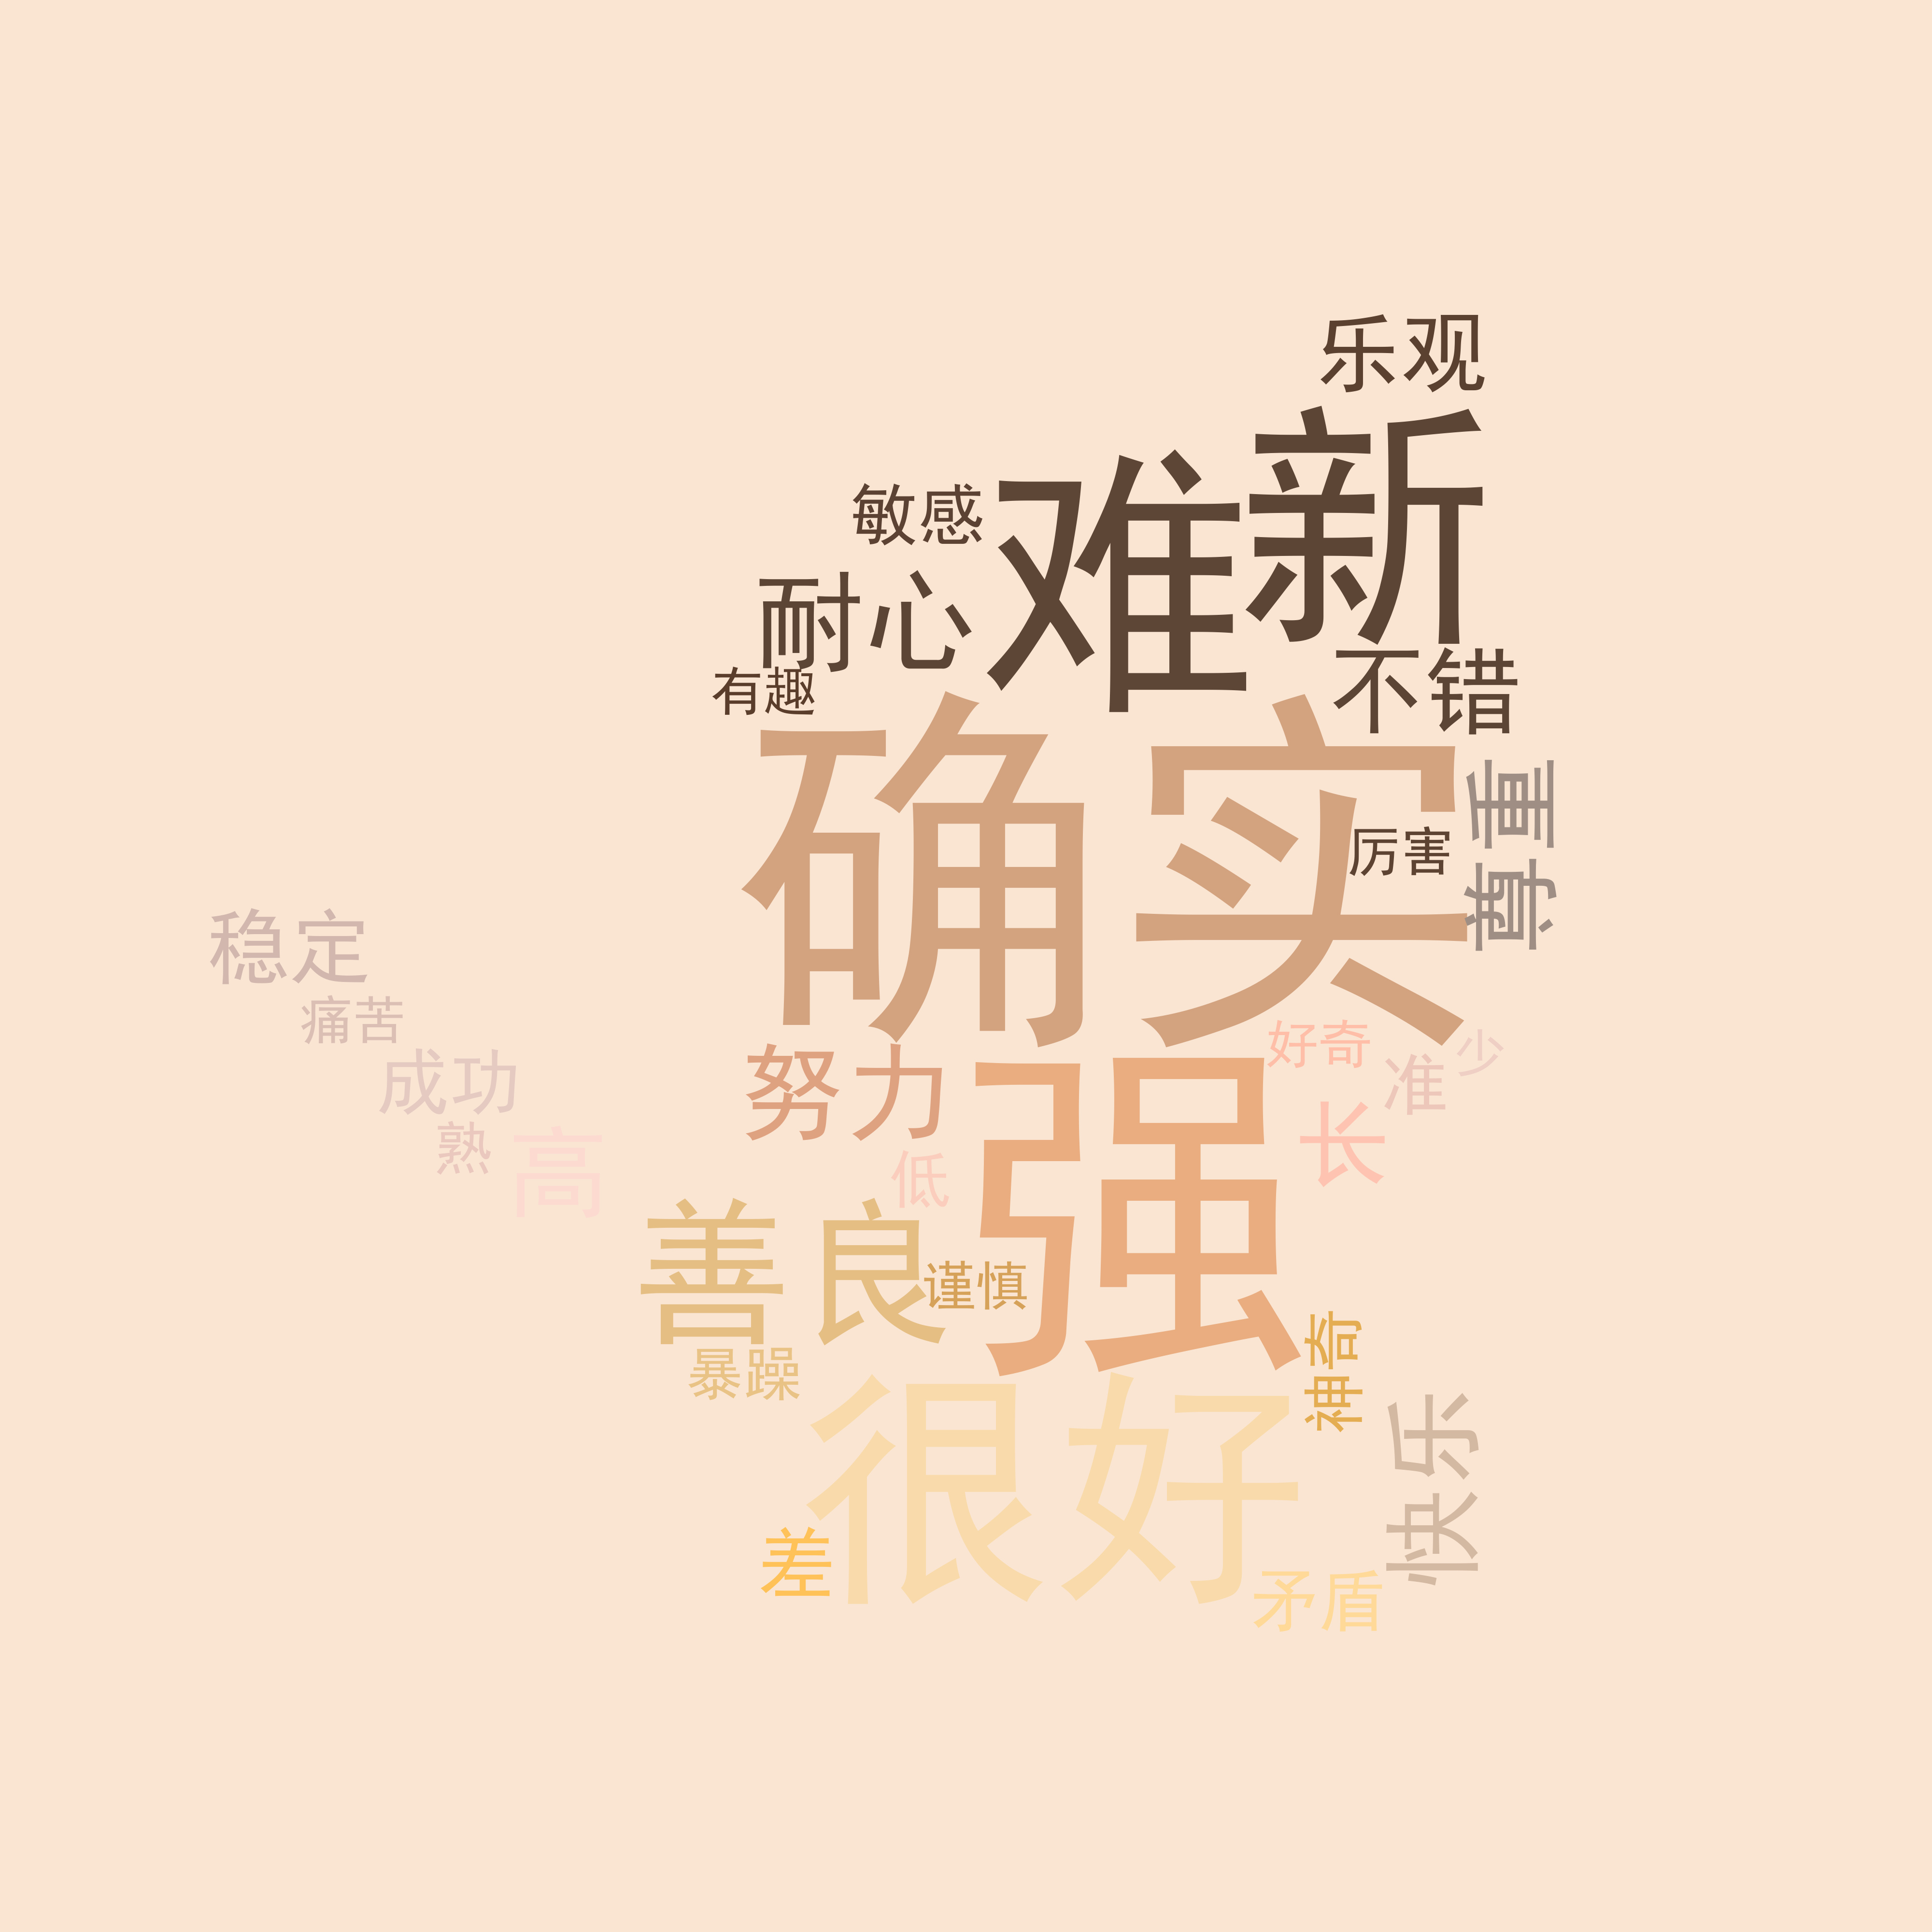 乐观
新
难
敏感
耐心
不错
有趣
确实
重要
厉害
稳定
痛苦
好奇
少
准
努力
成功
长
熟
高
低
善良
强
谨慎
神奇
暴躁
很好
快乐
差
矛盾